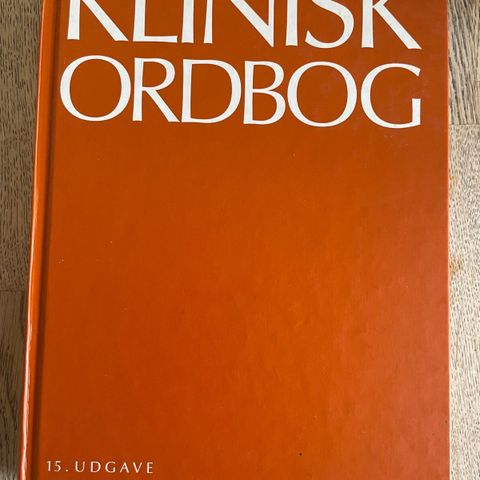 KLINISK
ORDBOG
15. UDGAVE